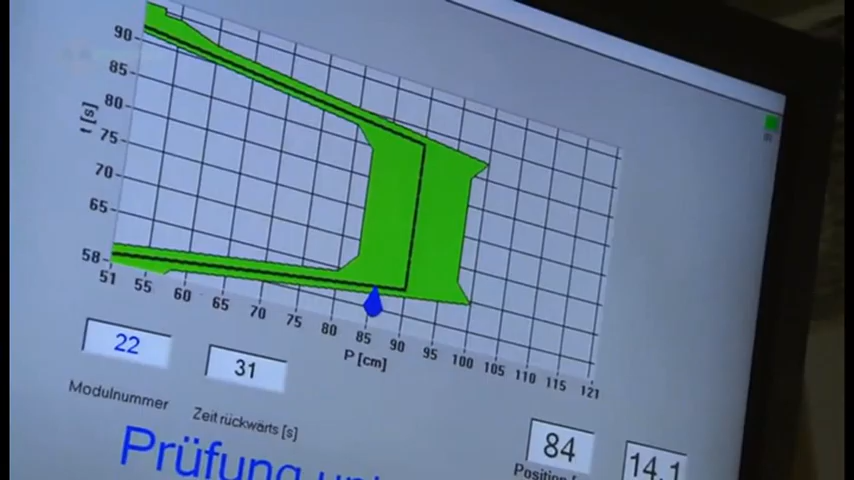 90
85
80
t [s]
75
70
65
58
51 55 60 65 70 75 80 85 90 95 100 105 110 115 121
P [cm]
22
31
Modulnummer
Zeit rückwärts [s]
84
14.1
Position
Prüfung